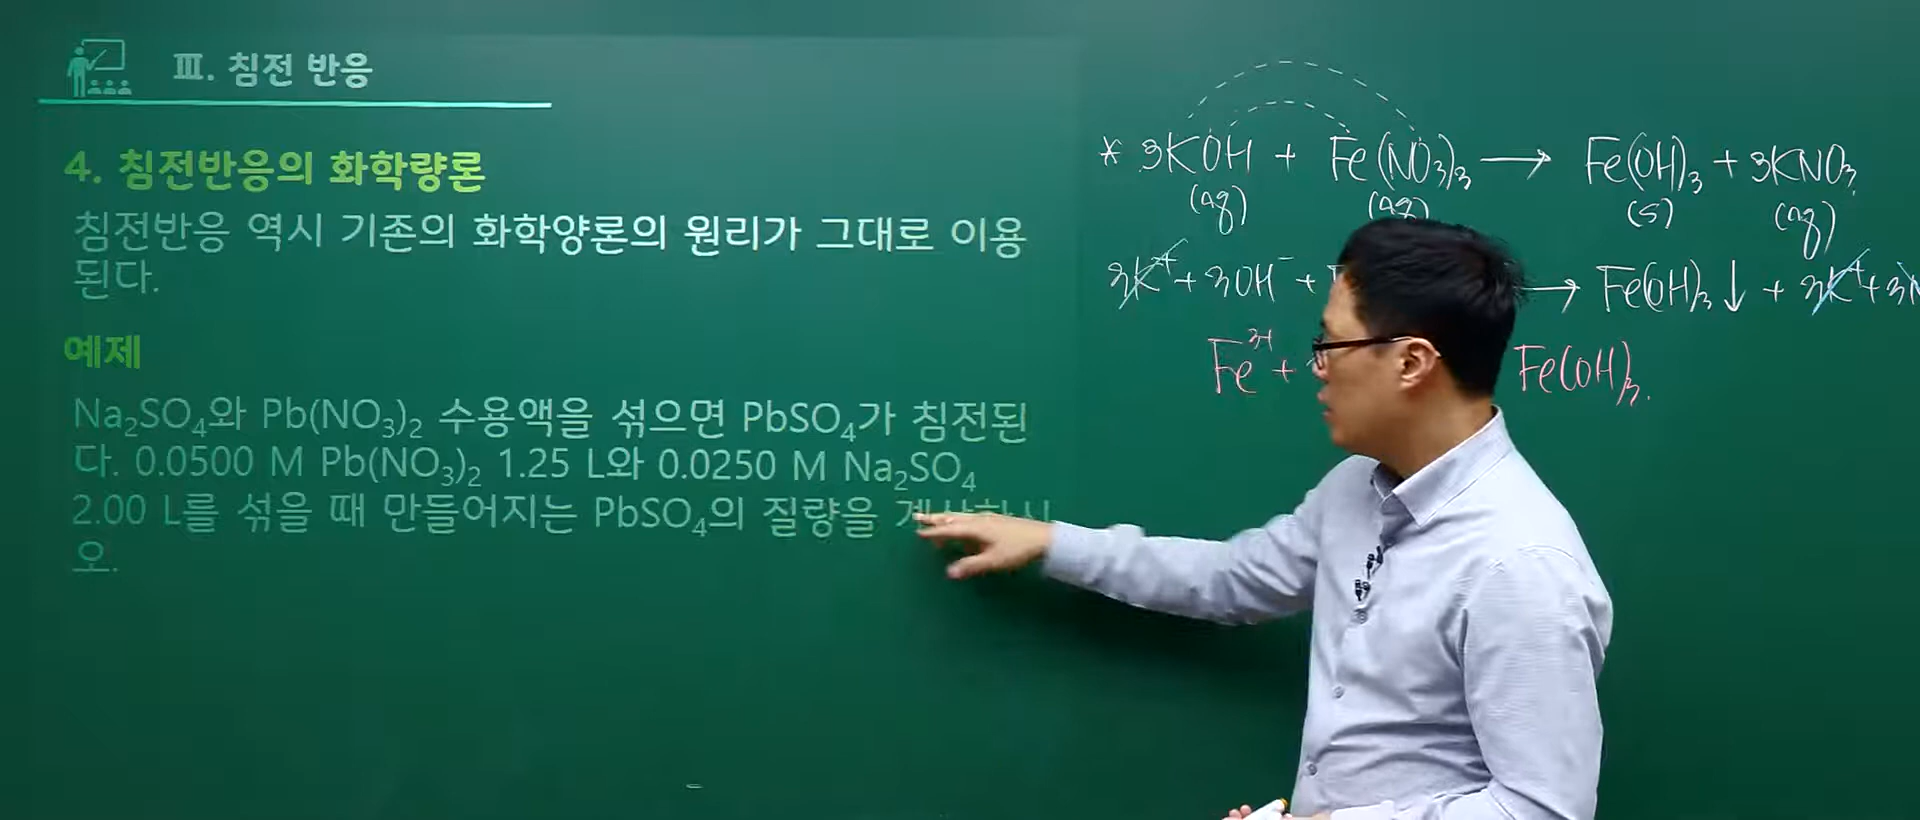 Ⅲ. 침전 반응
4. 침전반응의 화학량론
침전반응 역시 기존의 화학양론의 원리가 그대로 이용
된다.
예제
Na₂SO₄와 Pb(NO₃)₂ 수용액을 섞으면 PbSO₄가 침전된
다. 0.0500 M Pb(NO₃)₂ 1.25 L와 0.0250 M Na₂SO₄
2.00 L를 섞을 때 만들어지는 PbSO₄의 질량을
오.
* 3KOH + Fe(NO₃)₃ → Fe(OH)₃ + 3KNO₃
(aq) (aq) (s) (aq)
3K⁺ + 3OH⁻ + → Fe(OH)₃↓ + 3K⁺ + 3
Fe³⁺ + Fe(OH)₃.